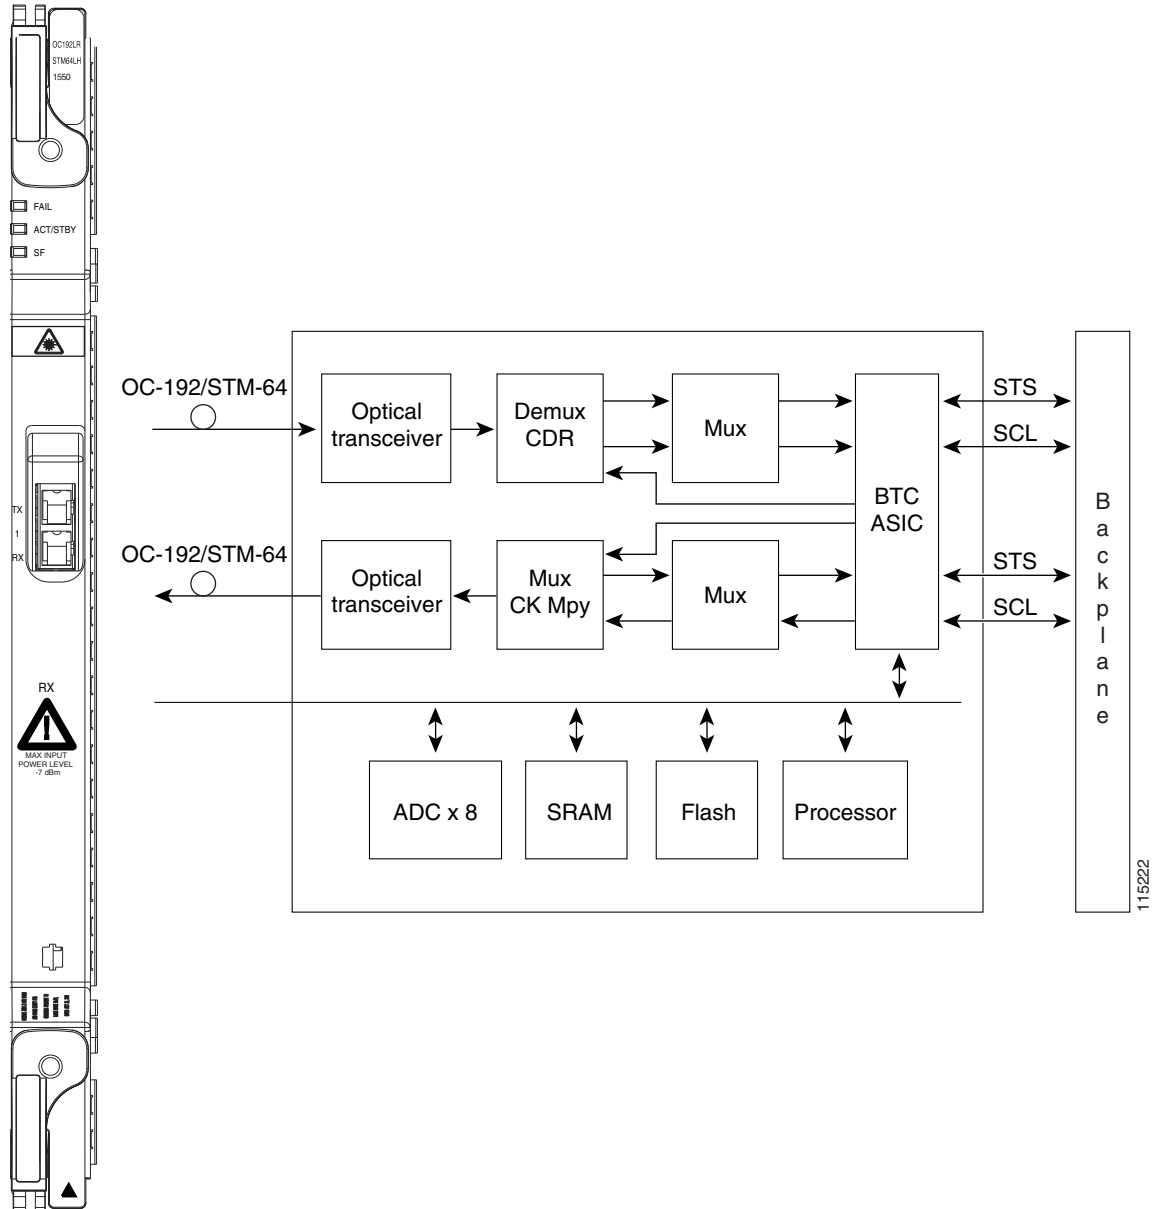 OC192LR
STM64LH
1550
FAIL
ACT/STBY
SF
TX
1
RX
RX
MAX INPUT
POWER LEVEL
-7 dBm
OC-192/STM-64
Optical
transceiver
Demux
CDR
Mux
BTC
ASIC
STS
SCL
OC-192/STM-64
Optical
transceiver
Mux
CK Mpy
Mux
STS
SCL
Backplane
ADC x 8
SRAM
Flash
Processor
115222